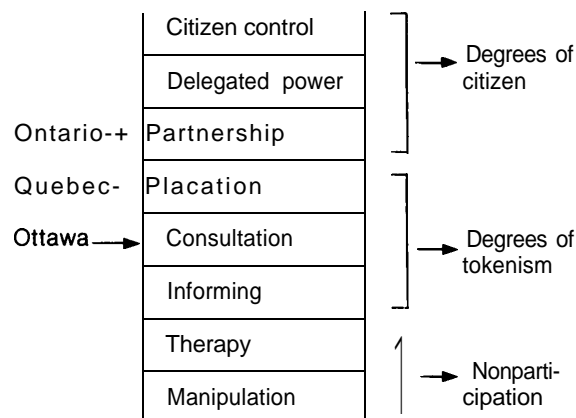 Citizen control
Delegated power
Ontario-+ Partnership
Quebec- Placation
Ottawa Consultation
Informing
Therapy
Manipulation
Degrees of
citizen
Degrees of
tokenism
Nonparti-
cipation